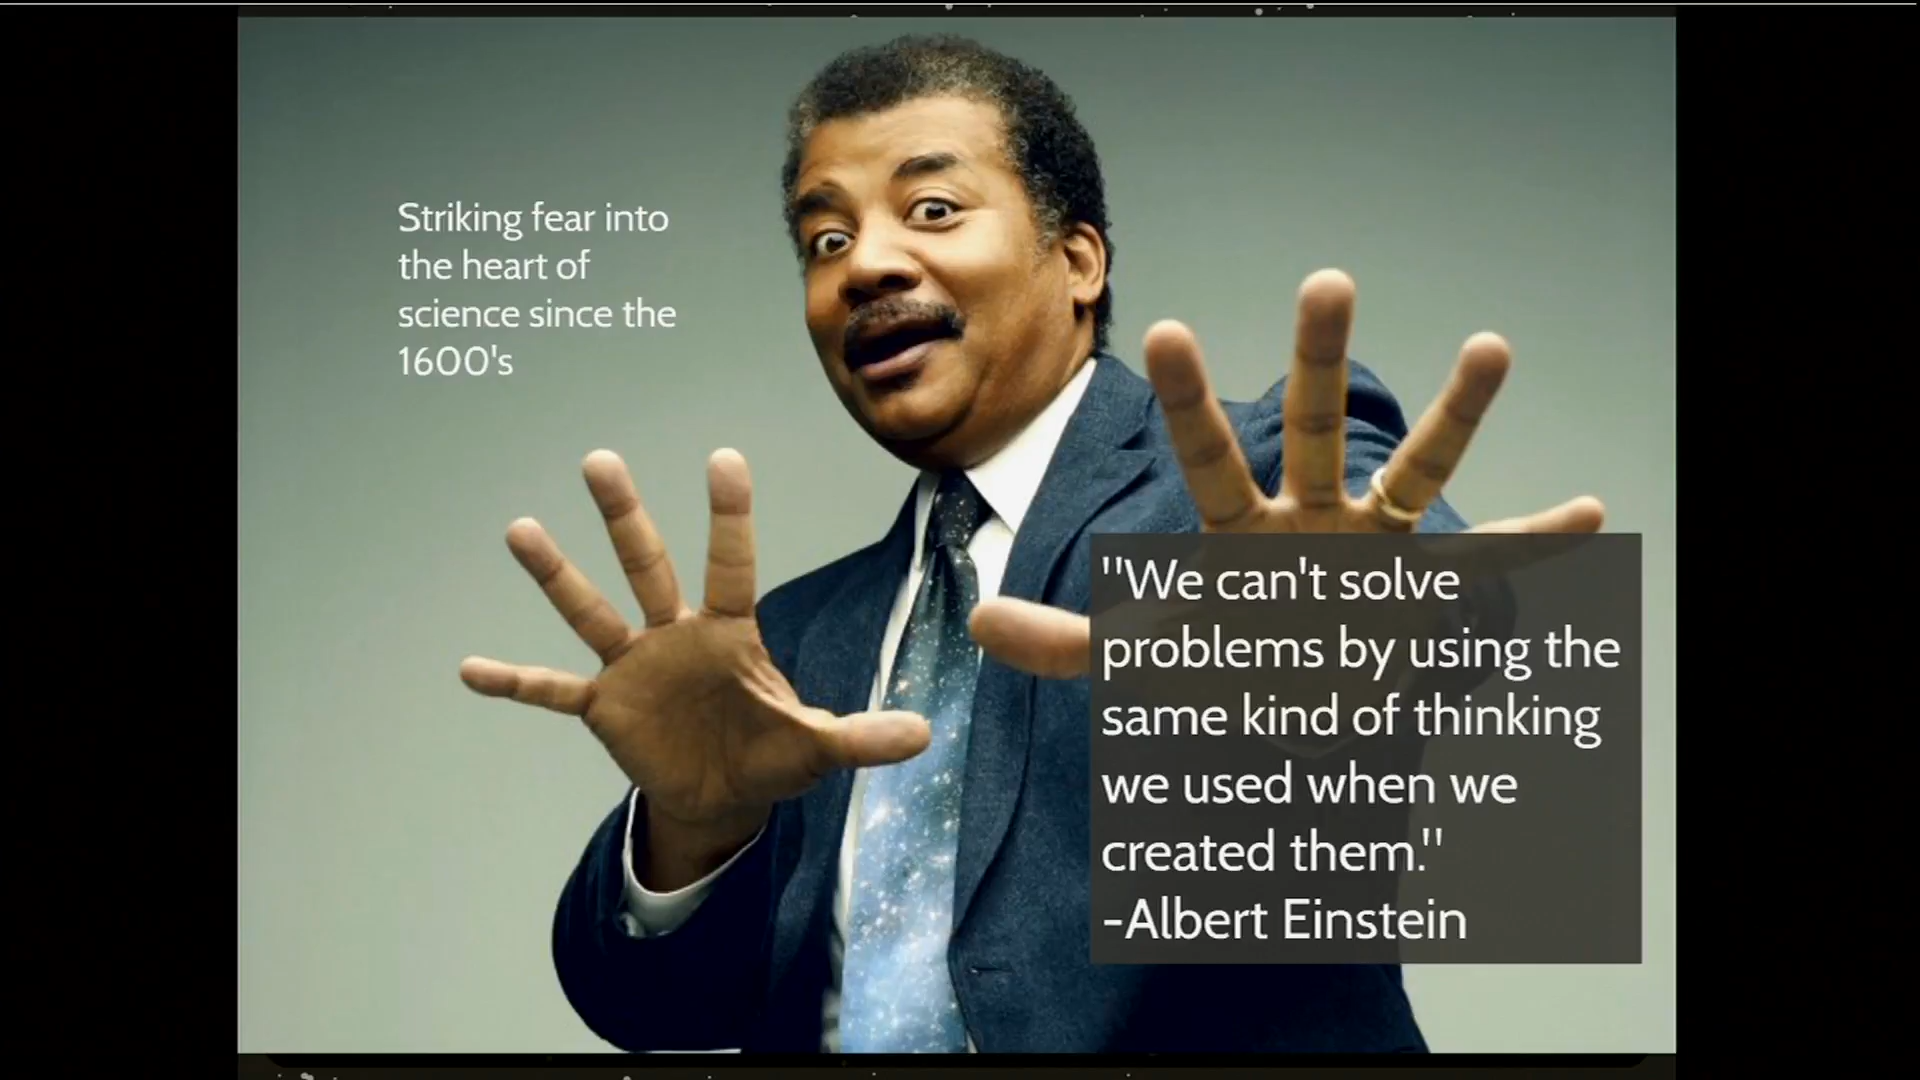 Striking fear into
the heart of
science since the
1600's
"We can't solve
problems by using the
same kind of thinking
we used when we
created them."
-Albert Einstein